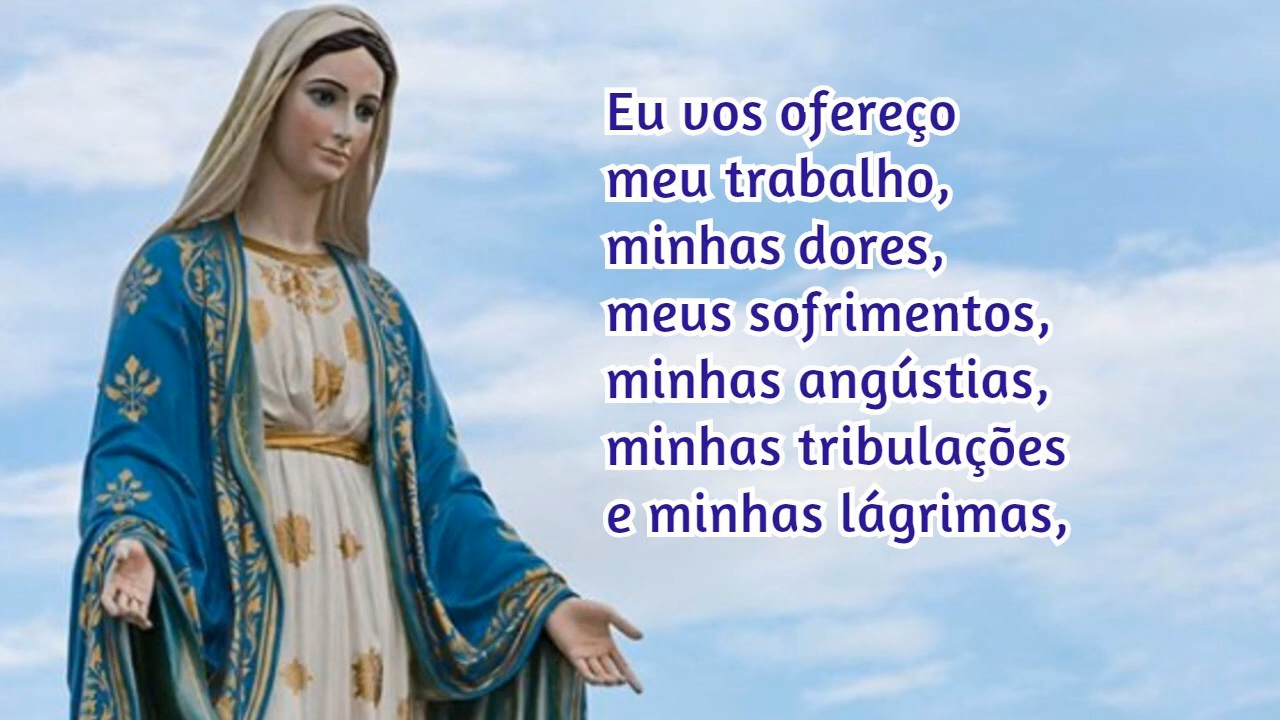 Eu vos ofereço
meu trabalho,
minhas dores,
meus sofrimentos,
minhas angústias,
minhas tribulações
e minhas lágrimas,